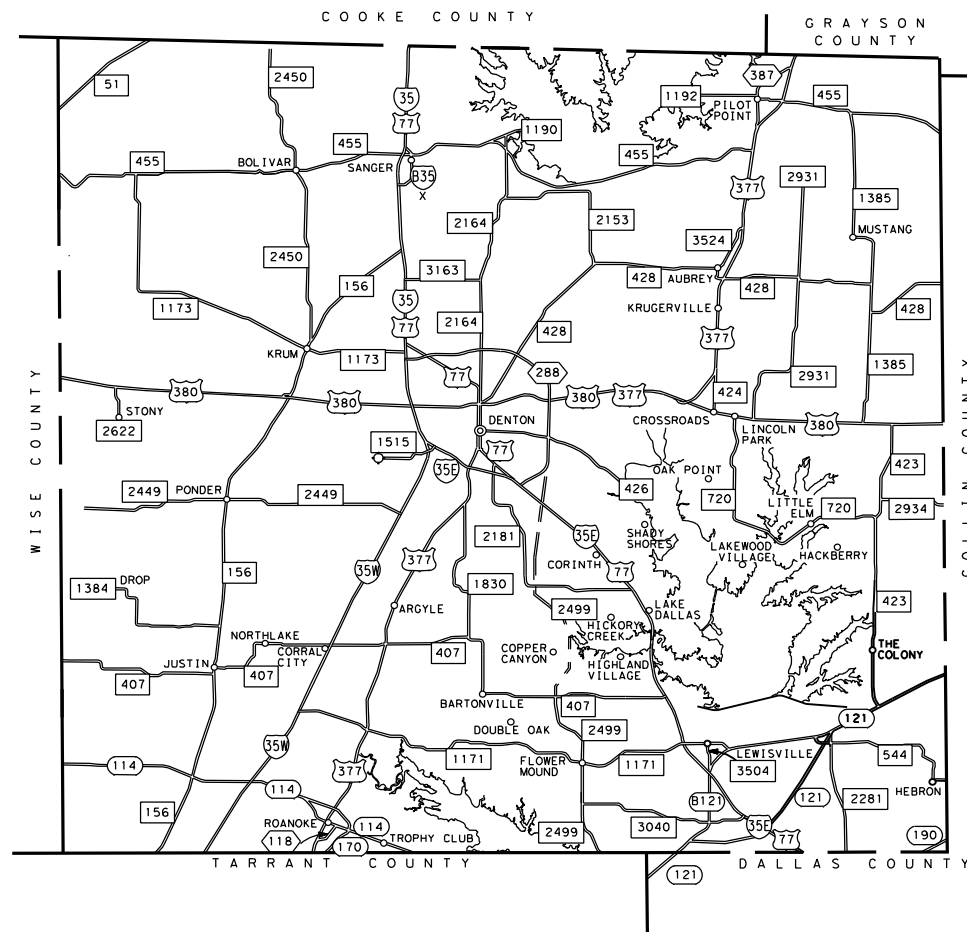 COOKE COUNTY
GRAYSON
COUNTY
51
2450
35
77
387
1192
PILOT
POINT
455
1190
455
455
455
BOLIVAR
SANGER
B35
X
377
2931
1385
2164
2153
3524
MUSTANG
2450
156
3163
428
AUBREY
428
35
1173
2164
KRUGERVILLE
428
77
428
377
KRUM
1173
288
77
2931
1385
WISE COUNTY
COLLIN COUNTY
380
380
380
377
424
STONY
DENTON
CROSSROADS
LINCOLN
PARK
380
2622
1515
77
35E
OAK POINT
423
PONDER
2449
2449
426
720
LITTLE
ELM
720
2934
2181
35E
SHADY
SHORES
LAKEWOOD
VILLAGE
HACKBERRY
377
CORINTH
156
35W
77
DROP
1384
1830
423
ARGYLE
2499
LAKE
DALLAS
HICKORY
CREEK
NORTHLAKE
CORRAL
CITY
407
COPPER
CANYON
THE
COLONY
JUSTIN
407
407
HIGHLAND
VILLAGE
BARTONVILLE
407
DOUBLE OAK
121
2499
35W
1171
FLOWER
MOUND
1171
LEWISVILLE
544
114
377
3504
HEBRON
114
B121
121
2281
156
ROANOKE
114
3040
35E
118
170
TROPHY CLUB
2499
77
190
TARRANT COUNTY
DALLAS COUNTY
121